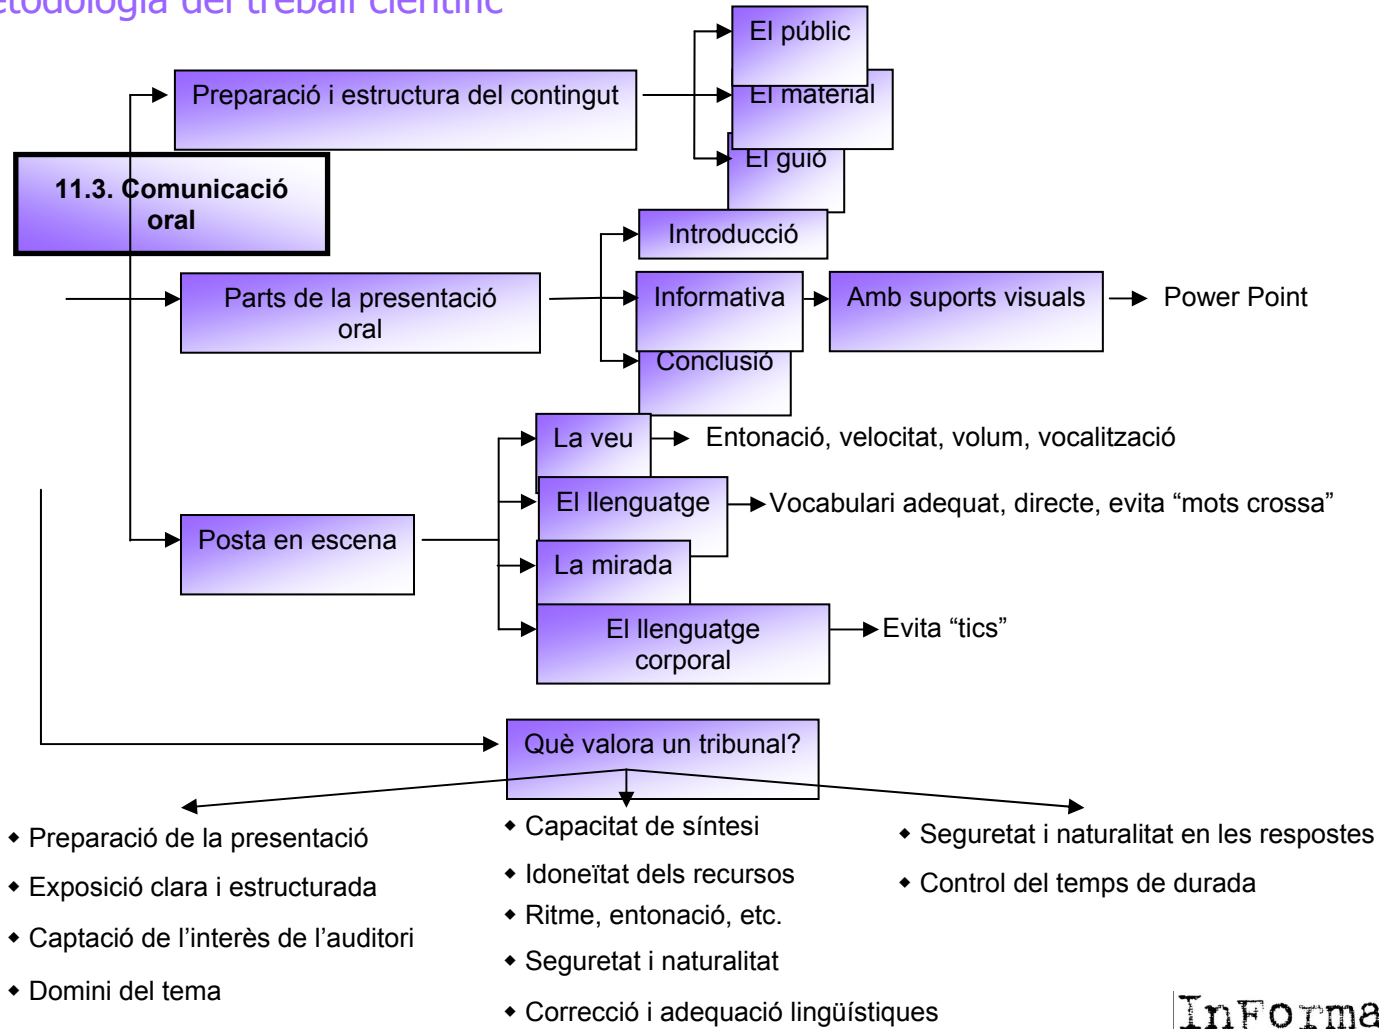 etodologia del treball científic
El públic
Preparació i estructura del contingut
El material
El guió
11.3. Comunicació
oral
Introducció
Parts de la presentació
oral
Informativa
Amb suports visuals
Power Point
Conclusió
La veu
Entonació, velocitat, volum, vocalització
El llenguatge
Vocabulari adequat, directe, evita “mots crossa”
Posta en escena
La mirada
El llenguatge
corporal
Evita “tics”
Què valora un tribunal?
Preparació de la presentació
Exposició clara i estructurada
Captació de l’interès de l’auditori
Domini del tema
Capacitat de síntesi
Idoneïtat dels recursos
Ritme, entonació, etc.
Seguretat i naturalitat
Correcció i adequació lingüístiques
Seguretat i naturalitat en les respostes
Control del temps de durada
InForma